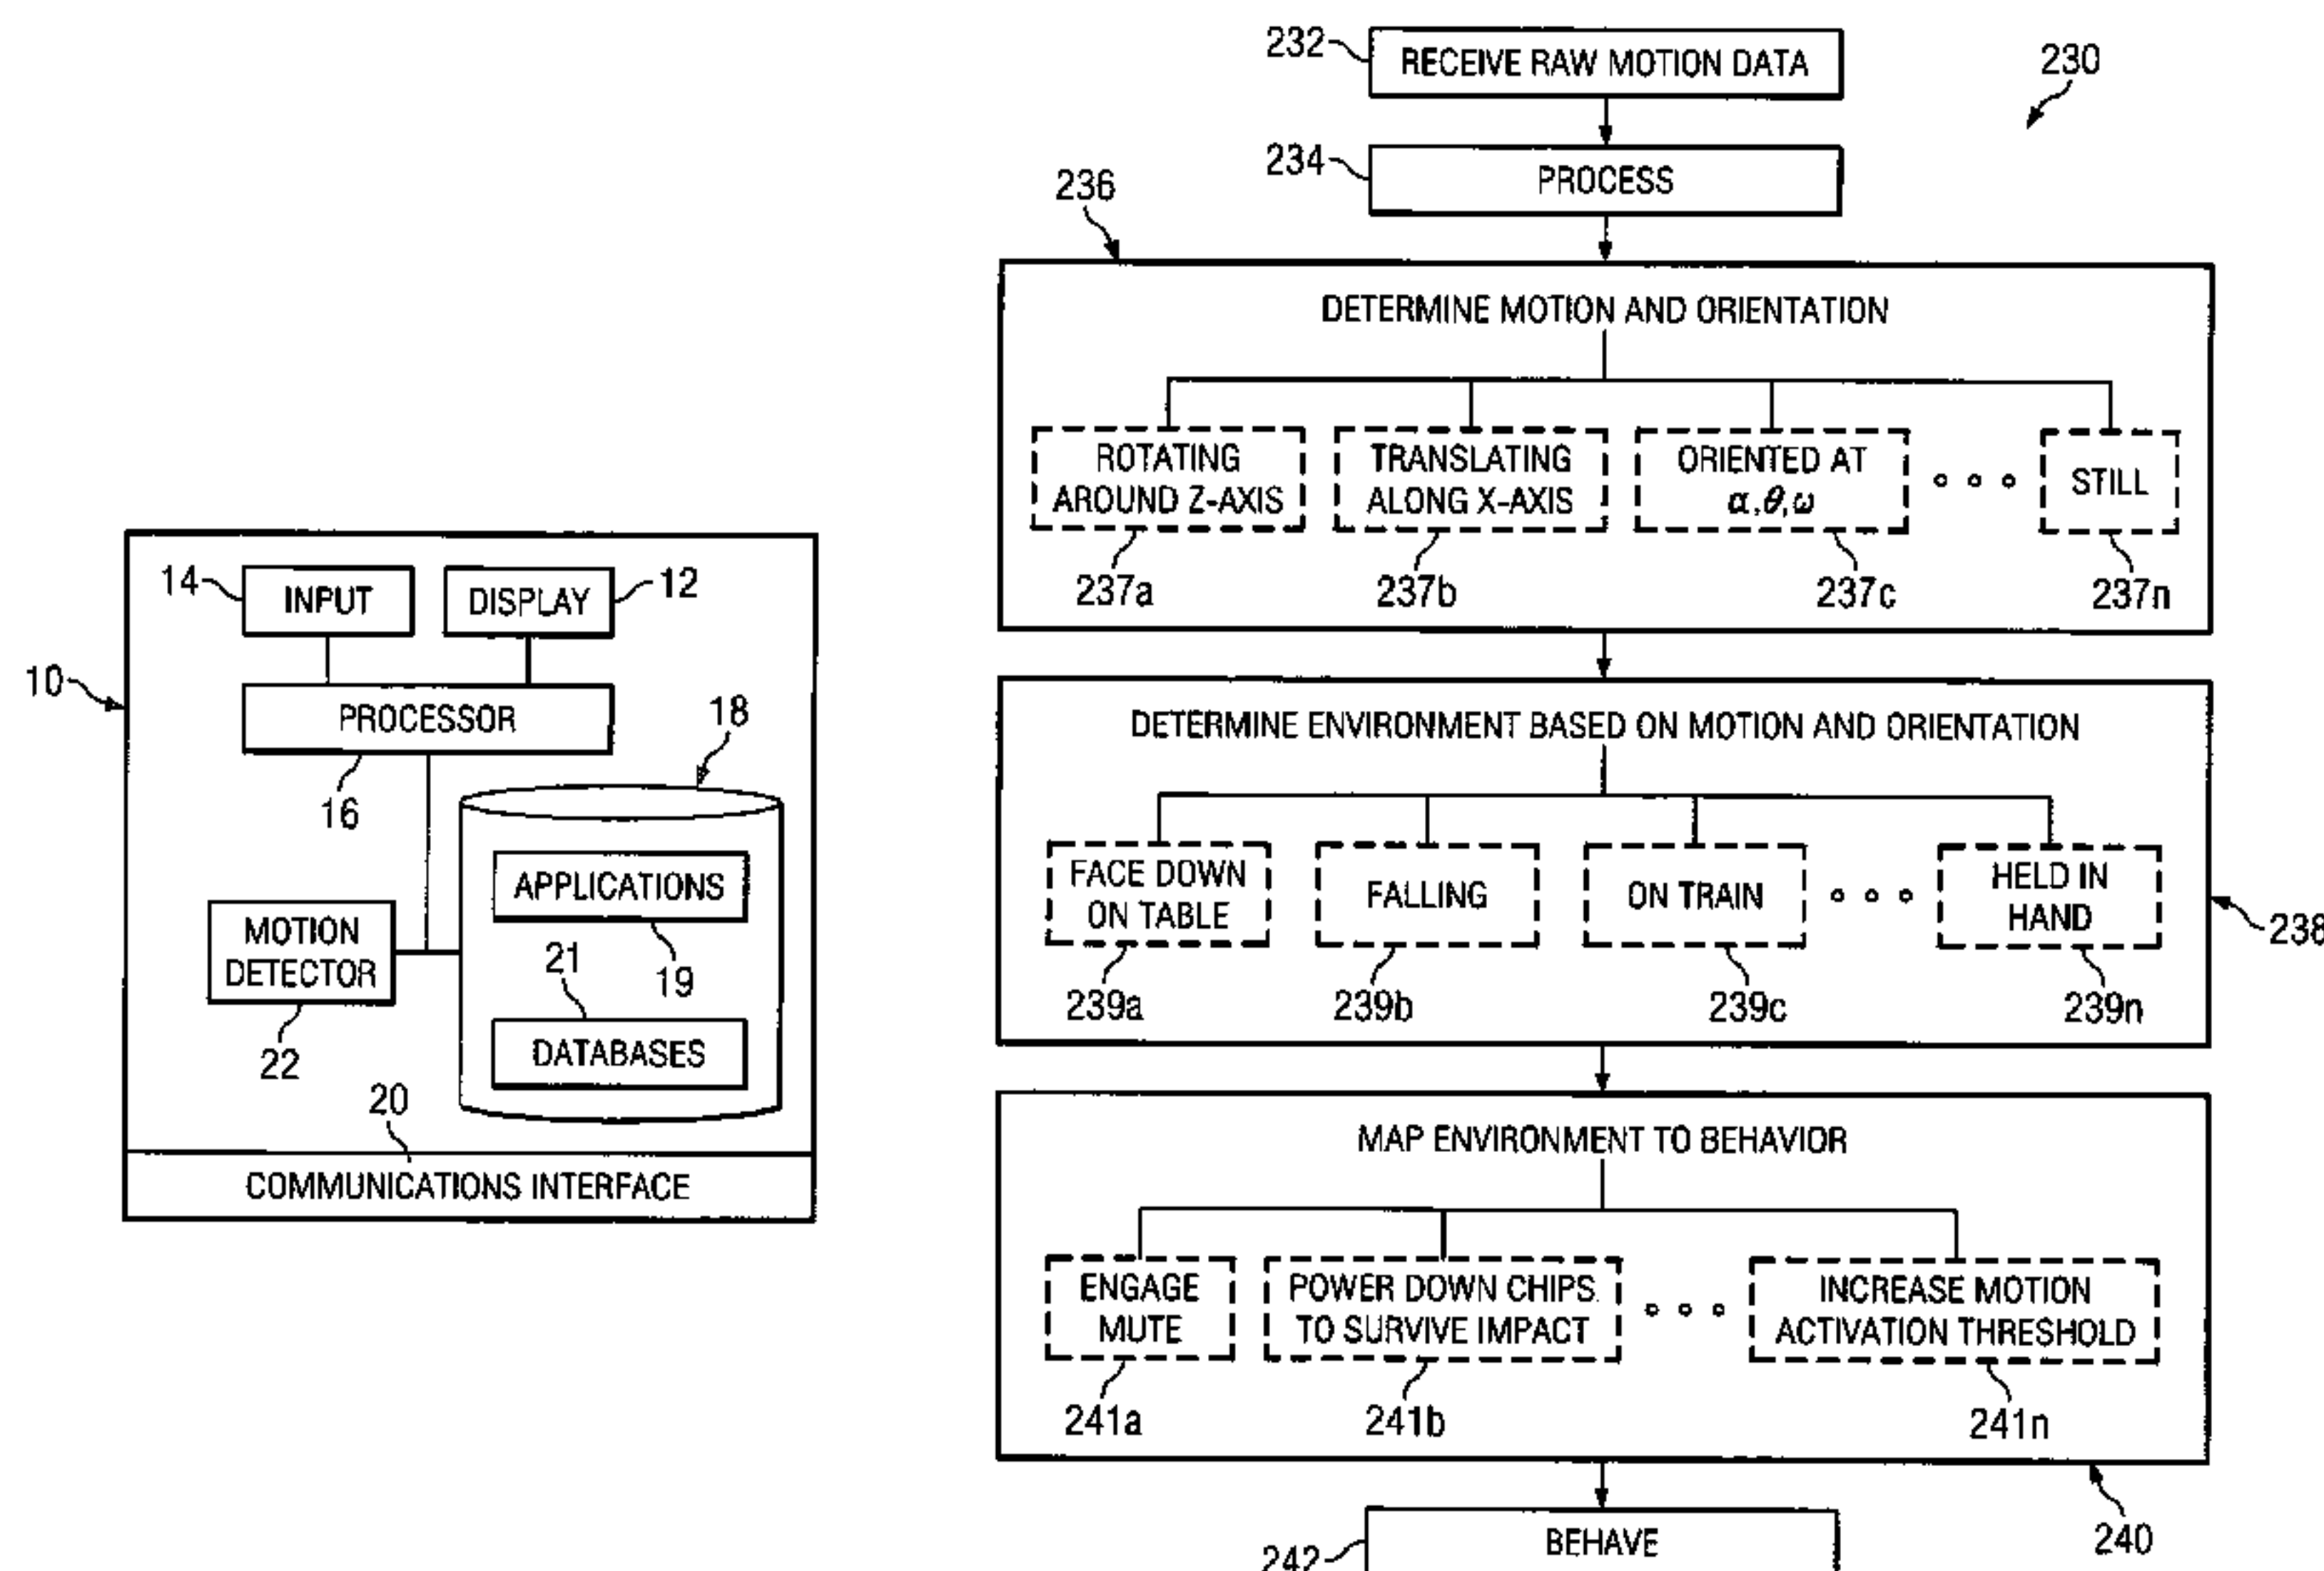 10
14
INPUT
DISPLAY
12
PROCESSOR
16
18
APPLICATIONS
19
21
DATABASES
MOTION
DETECTOR
22
20
COMMUNICATIONS INTERFACE
230
232
RECEIVE RAW MOTION DATA
234
PROCESS
236
DETERMINE MOTION AND ORIENTATION
ROTATING
AROUND Z-AXIS
237a
TRANSLATING
ALONG X-AXIS
237b
ORIENTED AT
α,θ,ω
237c
STILL
237n
DETERMINE ENVIRONMENT BASED ON MOTION AND ORIENTATION
FACE DOWN
ON TABLE
239a
FALLING
239b
ON TRAIN
239c
HELD IN
HAND
239n
238
MAP ENVIRONMENT TO BEHAVIOR
ENGAGE
MUTE
241a
POWER DOWN CHIPS
TO SURVIVE IMPACT
241b
INCREASE MOTION
ACTIVATION THRESHOLD
241n
240
242
BEHAVE